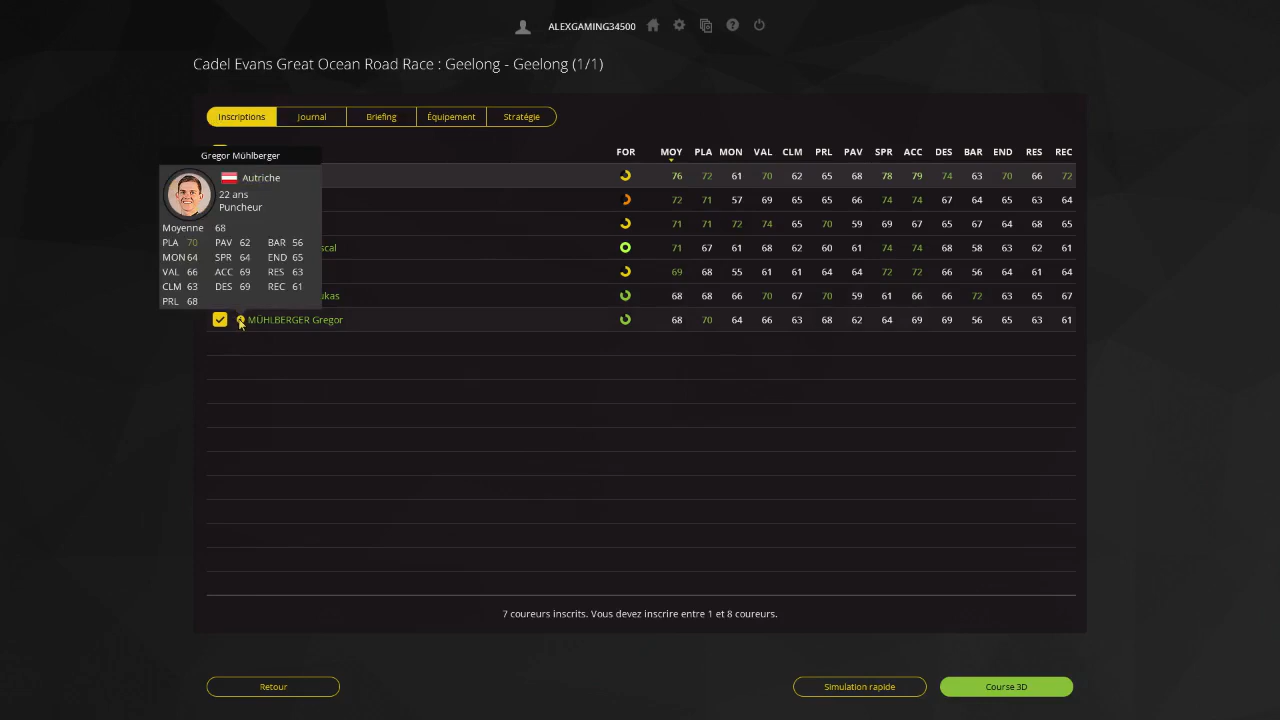 ALEXGAMING34500
Cadel Evans Great Ocean Road Race : Geelong - Geelong (1/1)
Inscriptions Journal Briefing Équipement Stratégie
FOR MOY PLA MON VAL CLM PRL PAV SPR ACC DES BAR END RES REC
Gregor Mühlberger
Autriche
22 ans
Puncheur
Moyenne 68
PLA 70 PAV 62 BAR 56
MON 64 SPR 64 END 65
VAL 66 ACC 69 RES 63
CLM 63 DES 69 REC 61
PRL 68
76 72 61 70 62 65 68 78 79 74 63 70 66 72
72 71 57 69 65 65 66 74 74 67 64 65 63 64
71 71 72 74 65 70 59 69 67 65 67 64 68 65
scal 71 67 61 68 62 60 61 74 74 68 58 63 62 61
69 68 55 61 61 64 64 72 72 66 56 64 61 64
ukas 68 68 66 70 67 70 59 61 66 66 72 63 65 67
MÜHLBERGER Gregor 68 70 64 66 63 68 62 64 69 69 56 65 63 61
7 coureurs inscrits. Vous devez inscrire entre 1 et 8 coureurs.
Retour Simulation rapide Course 3D